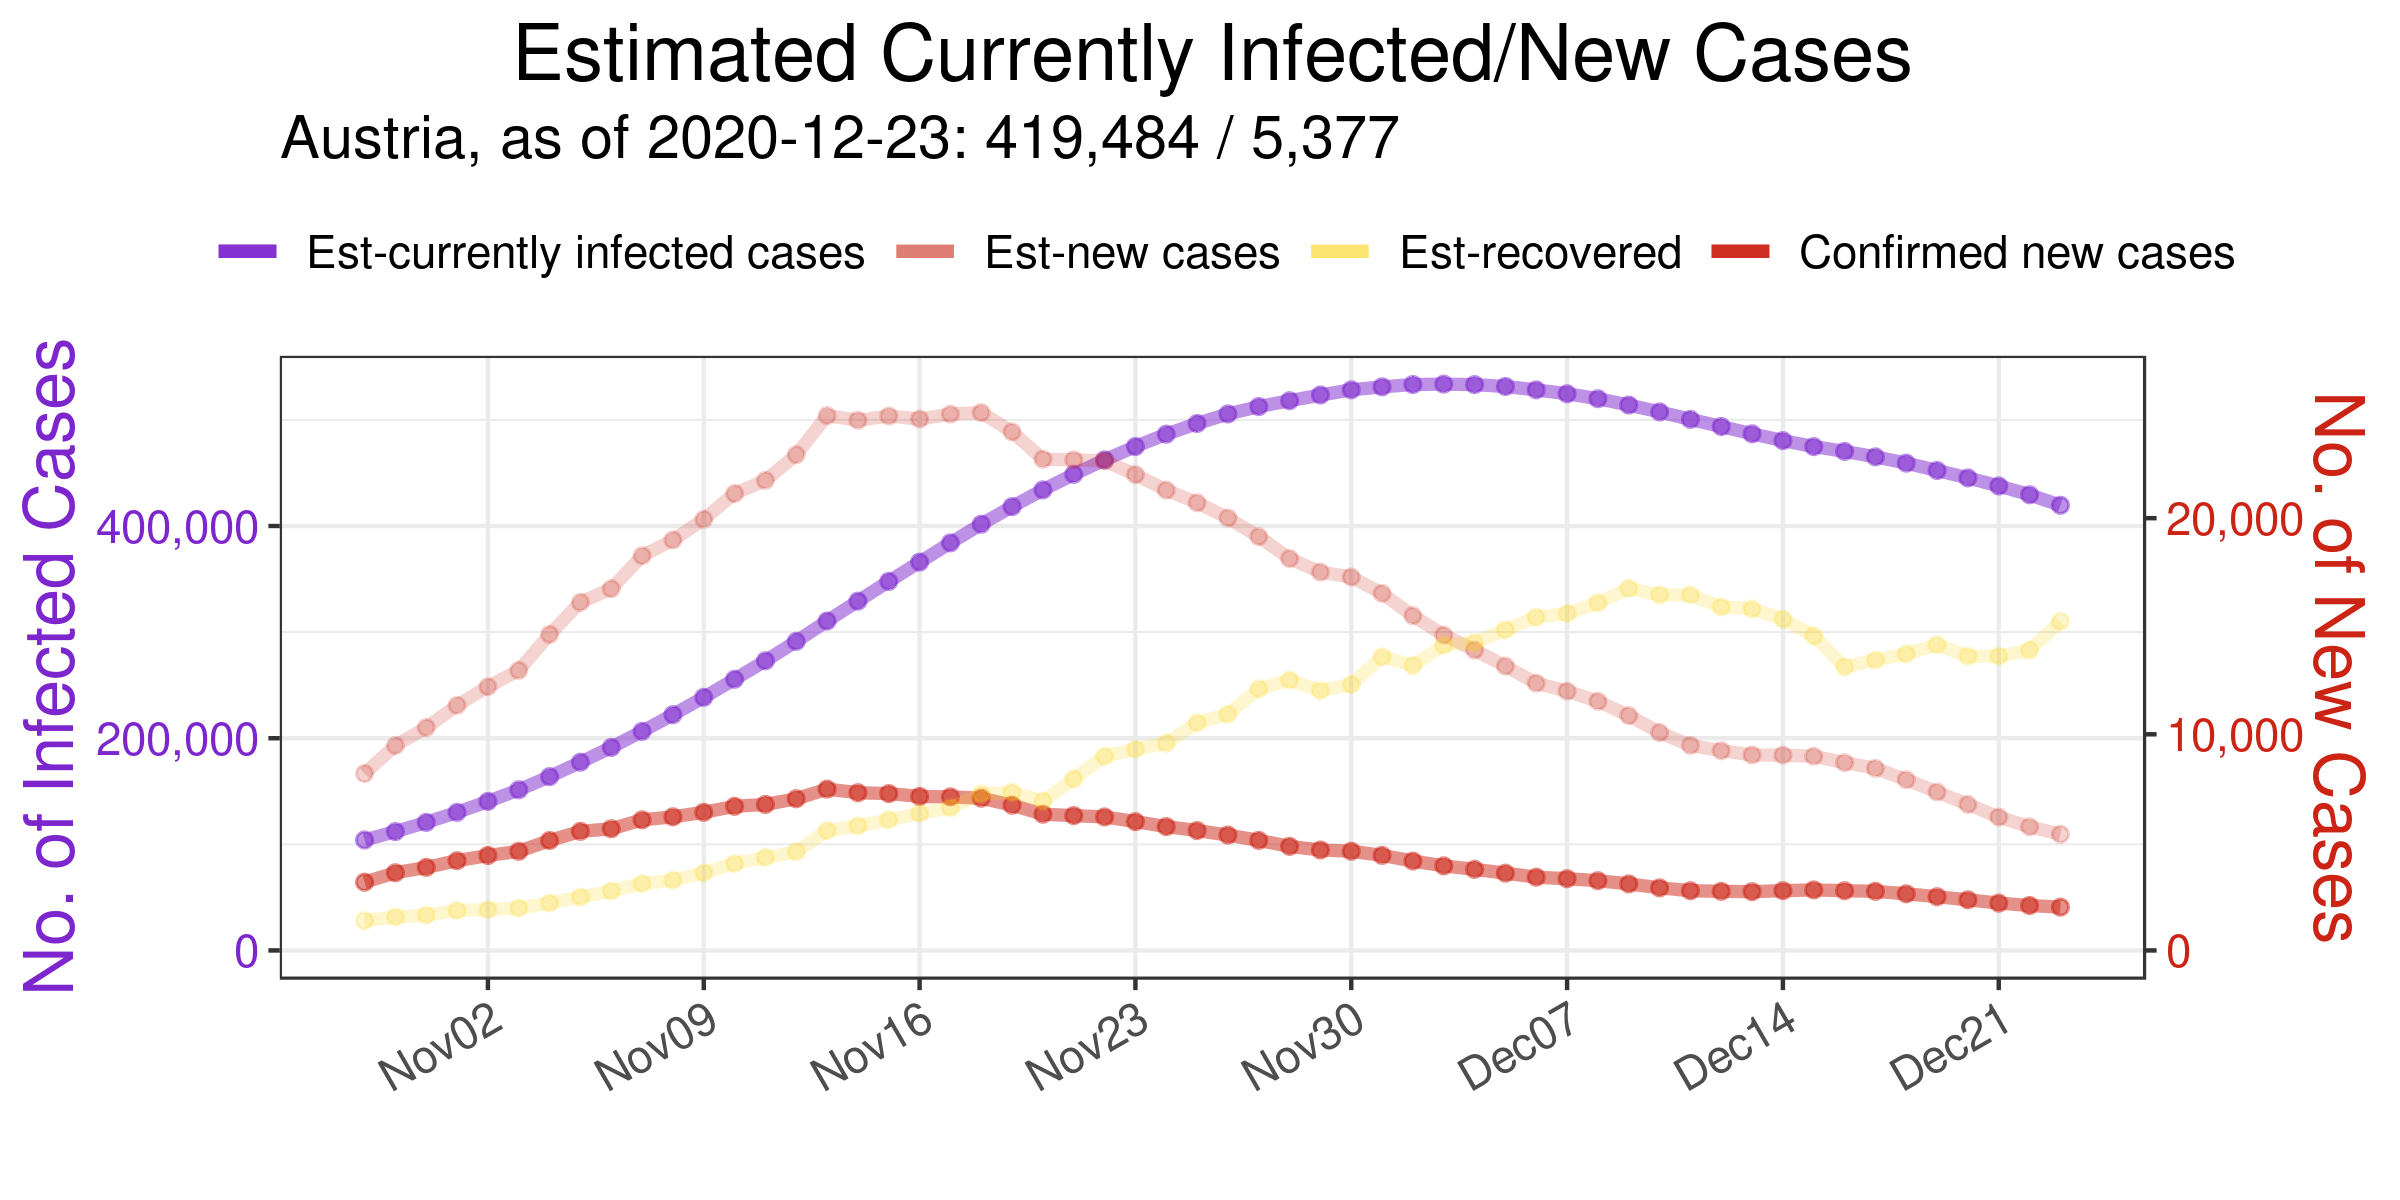 Estimated Currently Infected/New Cases
Austria, as of 2020-12-23: 419,484 / 5,377
Est-currently infected cases Est-new cases Est-recovered Confirmed new cases
No. of Infected Cases
400,000
200,000
0
20,000
10,000
0
No. of New Cases
Nov02 Nov09 Nov16 Nov23 Nov30 Dec07 Dec14 Dec21